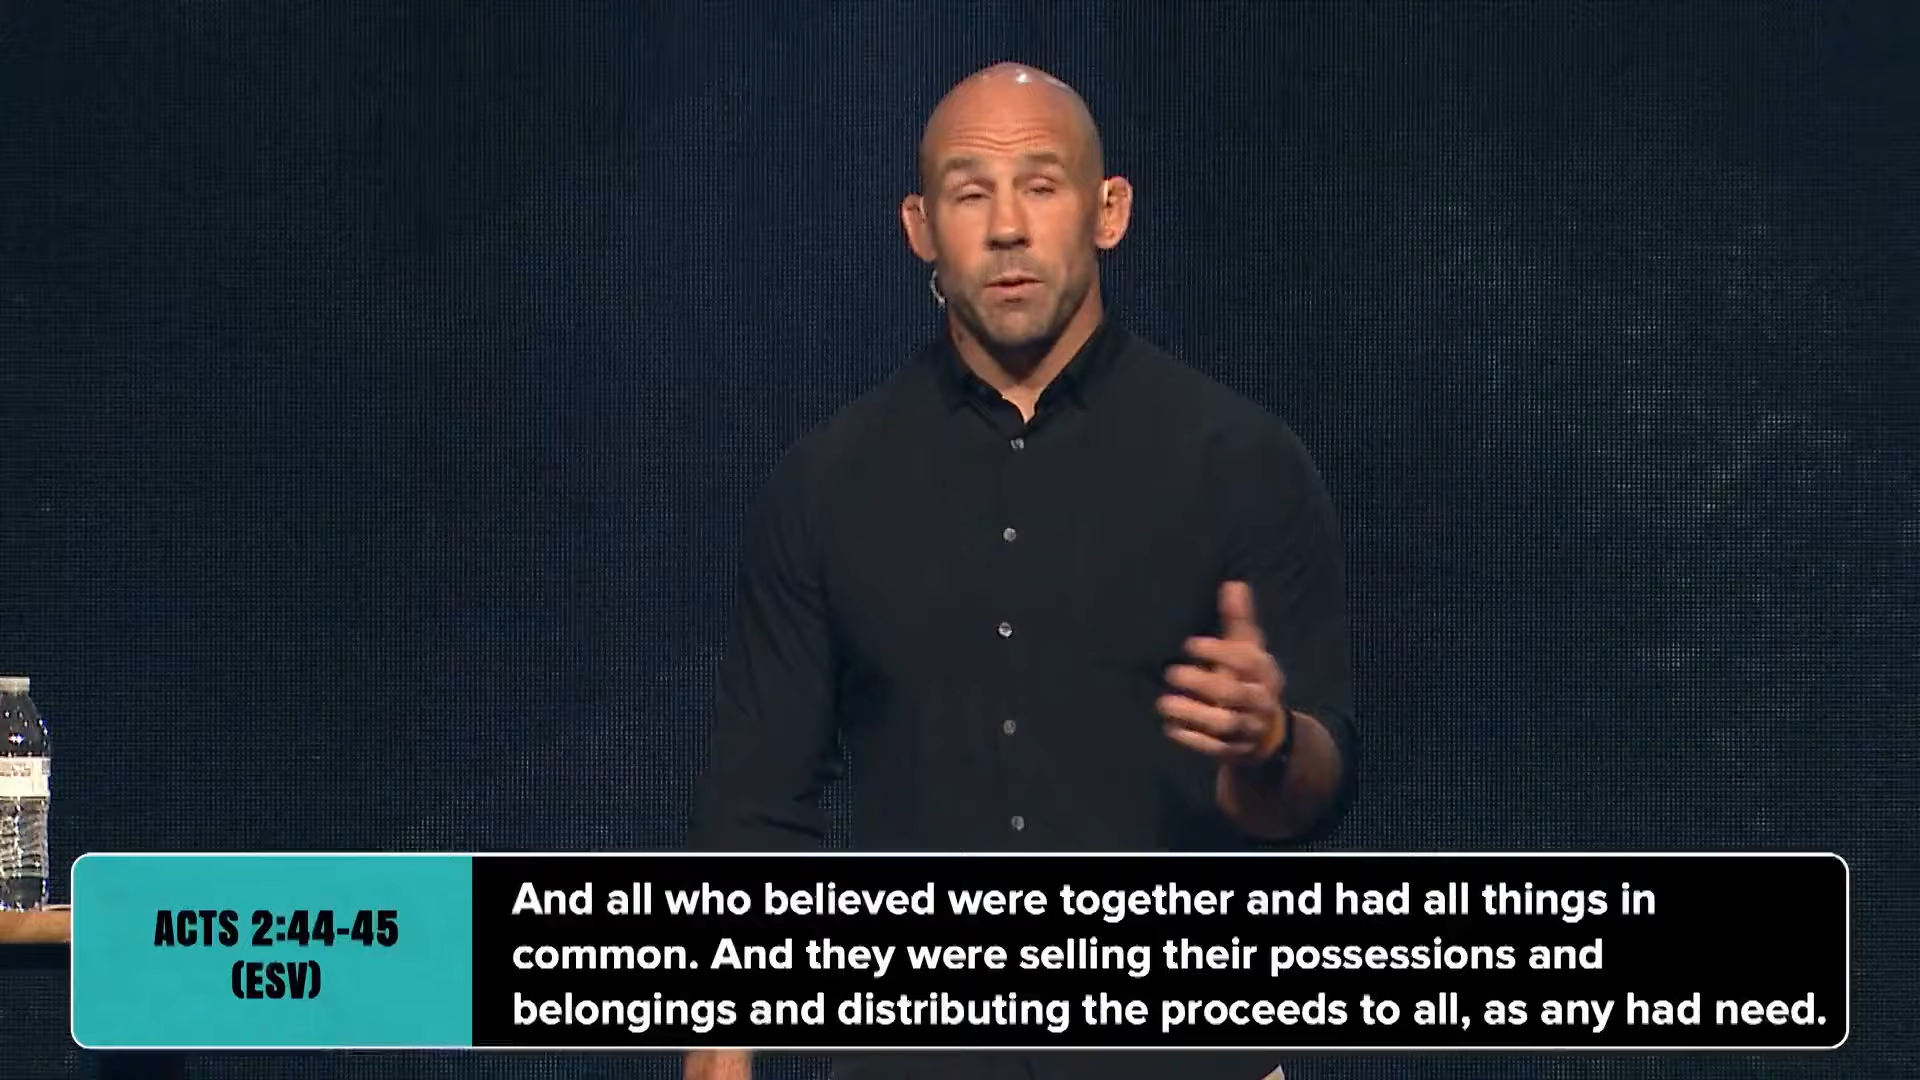 ACTS 2:44-45
(ESV)
And all who believed were together and had all things in
common. And they were selling their possessions and
belongings and distributing the proceeds to all, as any had need.